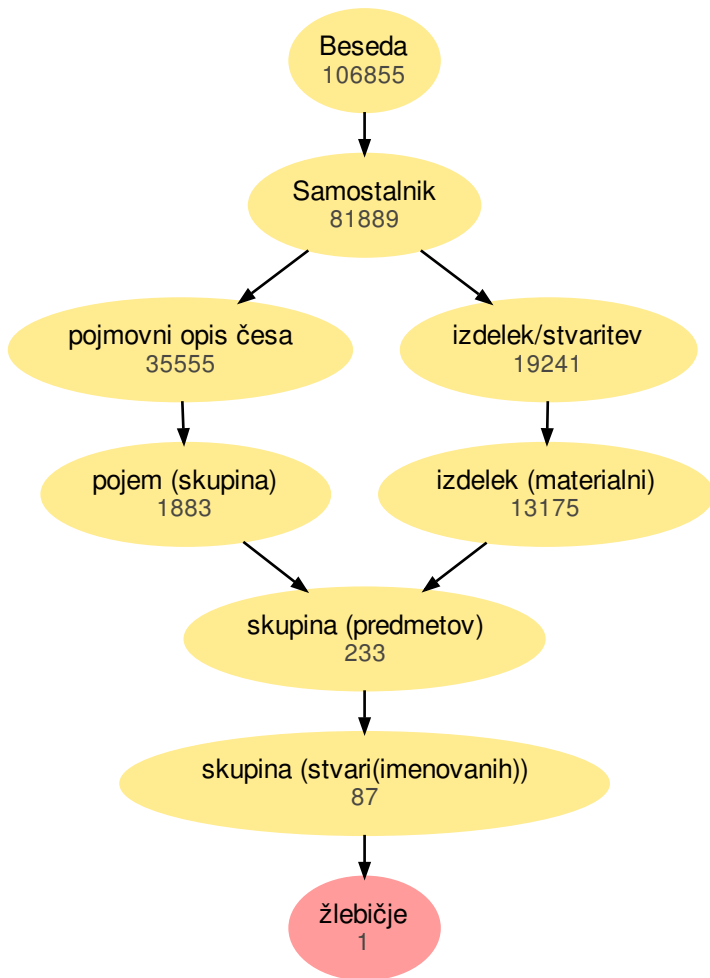 Beseda
106855
Samostalnik
81889
pojmovni opis česa
35555
izdelek/stvaritev
19241
pojem (skupina)
1883
izdelek (materialni)
13175
skupina (predmetov)
233
skupina (stvari(imenovanih))
87
žlebičje
1